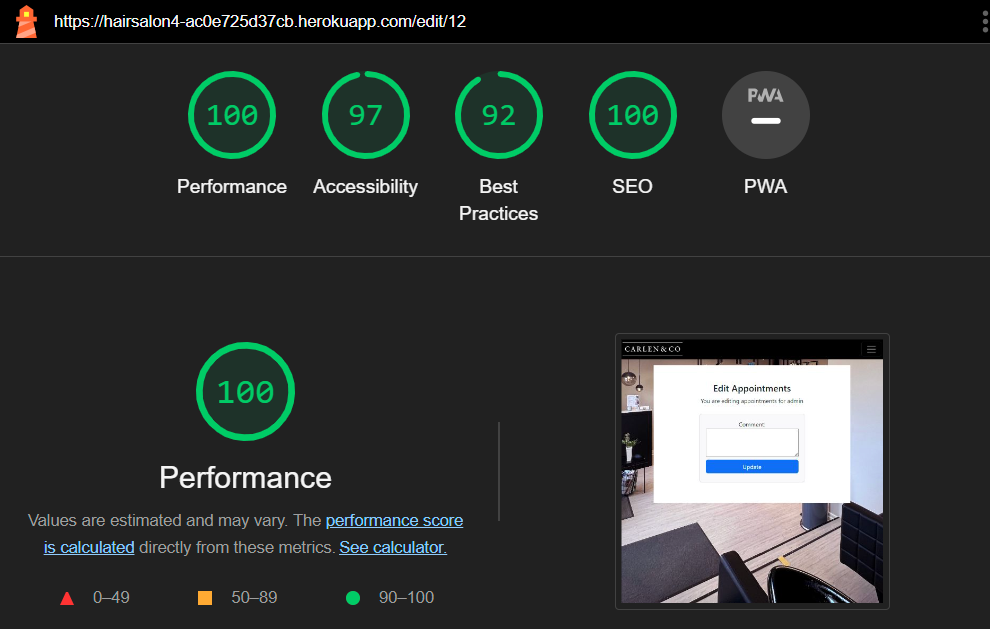 https://hairsalon4-ac0e725d37cb.herokuapp.com/edit/12
100
97
92
100
PWA
Performance
Accessibility
Best
Practices
SEO
PWA
100
Performance
Values are estimated and may vary. The performance score
is calculated directly from these metrics. See calculator.
0–49
50–89
90–100
CARLEN & CO
Edit Appointments
You are editing appointments for admin
Comment:
Update